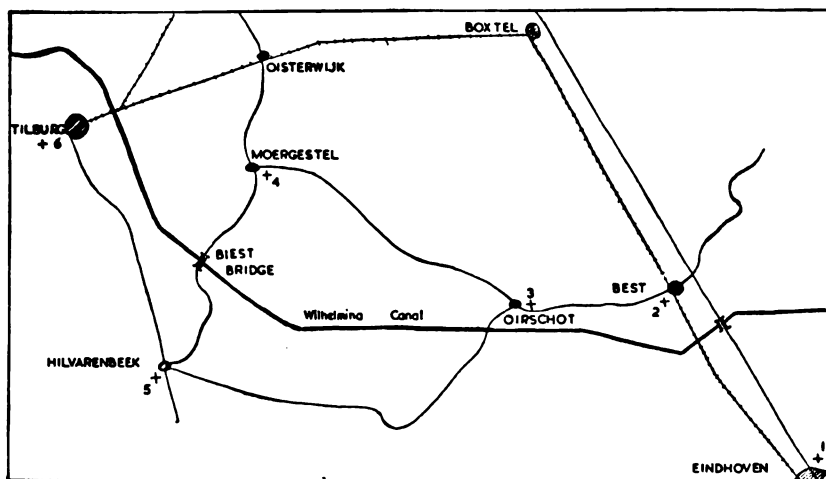 BOXTEL
OISTERWIJK
TILBURG
+ 6
MOERGESTEL
+ 4
BIEST
BRIDGE
BEST
2 +
3
+
OIRSCHOT
Wilhelmina Canal
HILVARENBEEK
5 +
1
+
EINDHOVEN